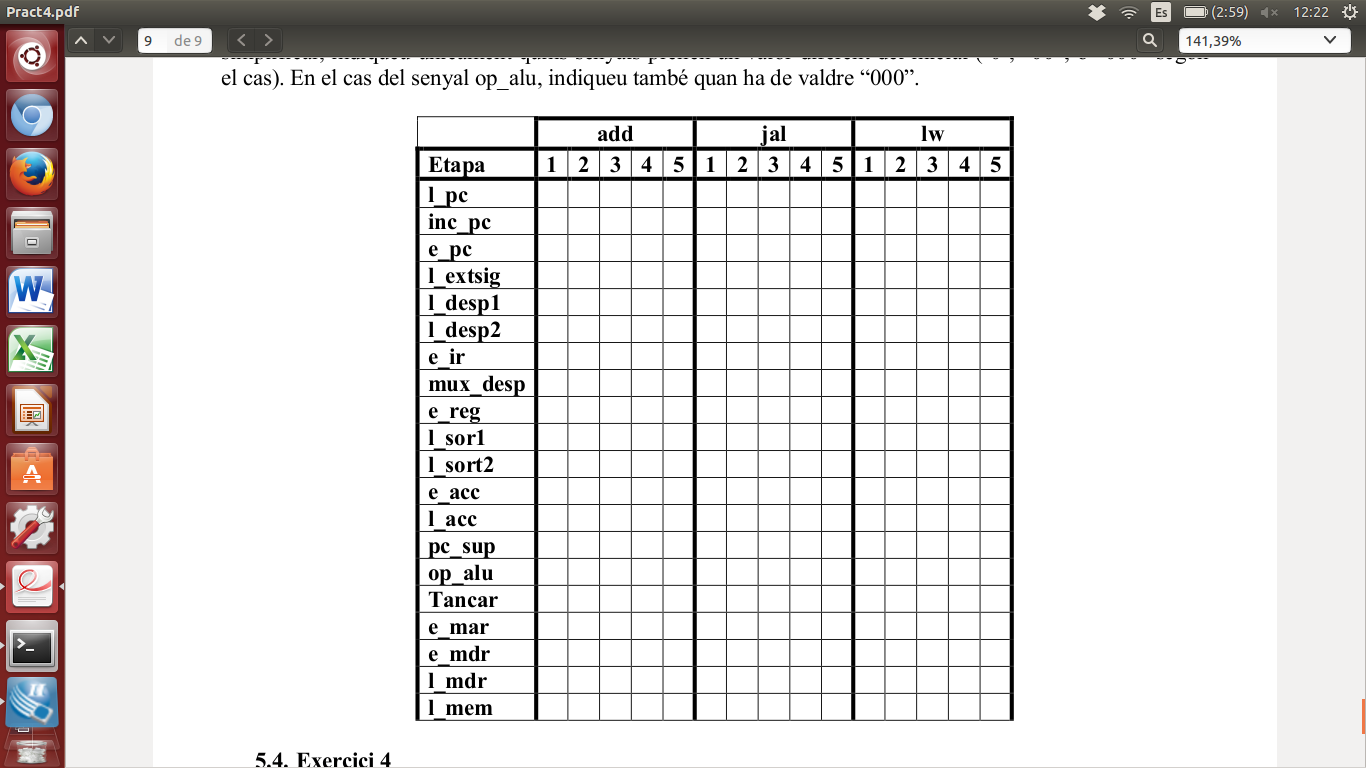 Pract4.pdf
Es
(2:59)
12:22
9 de 9
141,39%
el cas). En el cas del senyal op_alu, indiqueu també quan ha de valdre “000”.
add jal lw
Etapa 1 2 3 4 5 1 2 3 4 5 1 2 3 4 5
l_pc
inc_pc
e_pc
l_extsig
l_desp1
l_desp2
e_ir
mux_desp
e_reg
l_sor1
l_sort2
e_acc
l_acc
pc_sup
op_alu
Tancar
e_mar
e_mdr
l_mdr
l_mem
5.4. Exercici 4